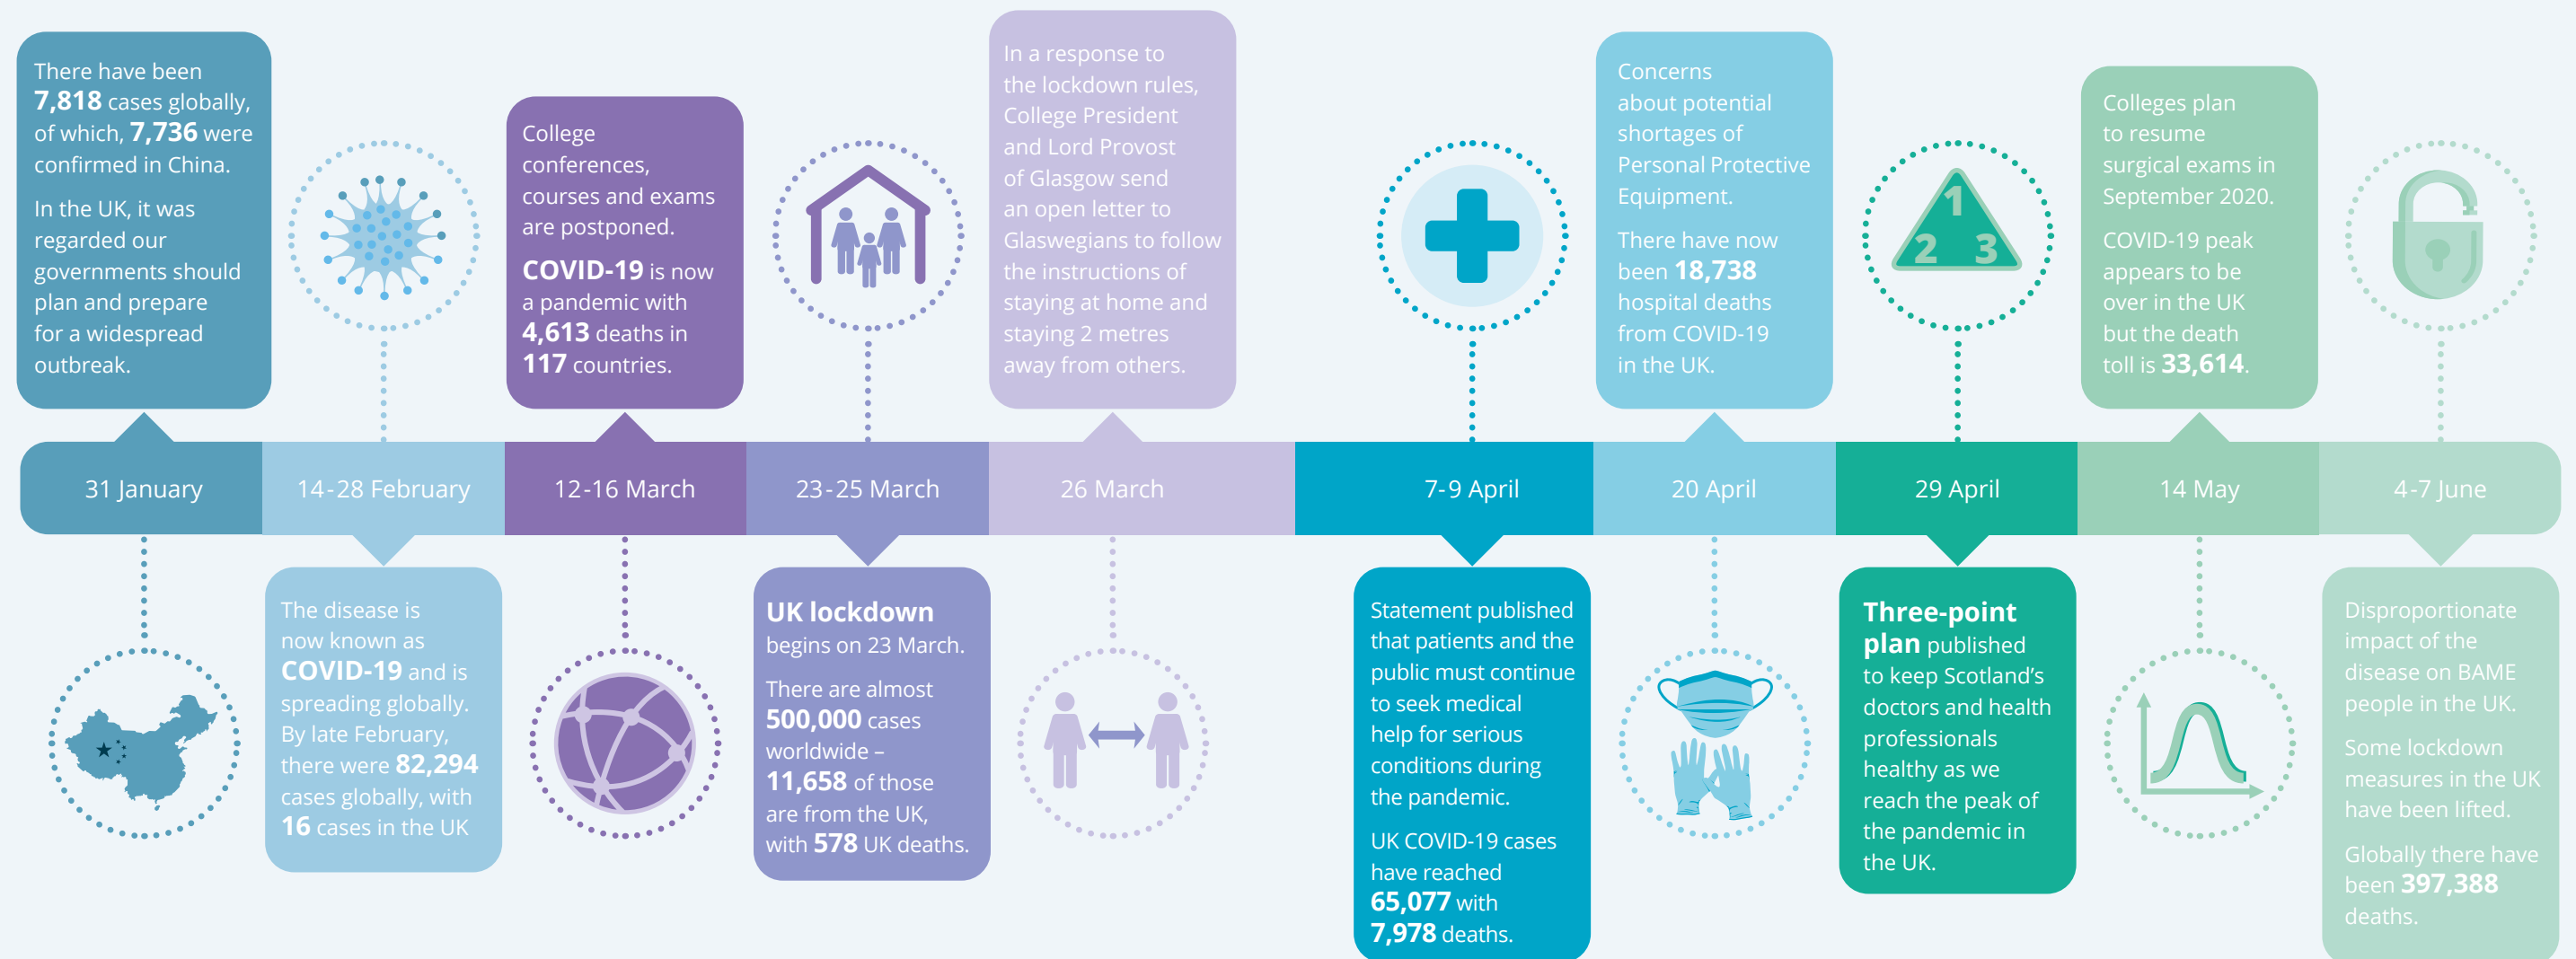 There have been
7,818 cases globally,
of which, 7,736 were
confirmed in China.
In the UK, it was
regarded our
governments should
plan and prepare
for a widespread
outbreak.
31 January
14-28 February
The disease is
now known as
COVID-19 and is
spreading globally.
By late February,
there were 82,294
cases globally, with
16 cases in the UK
College
conferences,
courses and exams
are postponed.
COVID-19 is now
a pandemic with
4,613 deaths in
117 countries.
12-16 March
23-25 March
UK lockdown
begins on 23 March.
There are almost
500,000 cases
worldwide –
11,658 of those
are from the UK,
with 578 UK deaths.
In a response to
the lockdown rules,
College President
and Lord Provost
of Glasgow send
an open letter to
Glaswegians to follow
the instructions of
staying at home and
staying 2 metres
away from others.
26 March
7-9 April
Statement published
that patients and the
public must continue
to seek medical
help for serious
conditions during
the pandemic.
UK COVID-19 cases
have reached
65,077 with
7,978 deaths.
Concerns
about potential
shortages of
Personal Protective
Equipment.
There have now
been 18,738
hospital deaths
from COVID-19
in the UK.
20 April
1
2 3
29 April
Three-point
plan published
to keep Scotland's
doctors and health
professionals
healthy as we
reach the peak of
the pandemic in
the UK.
Colleges plan
to resume
surgical exams in
September 2020.
COVID-19 peak
appears to be
over in the UK
but the death
toll is 33,614.
14 May
4-7 June
Disproportionate
impact of the
disease on BAME
people in the UK.
Some lockdown
measures in the UK
have been lifted.
Globally there have
been 397,388
deaths.